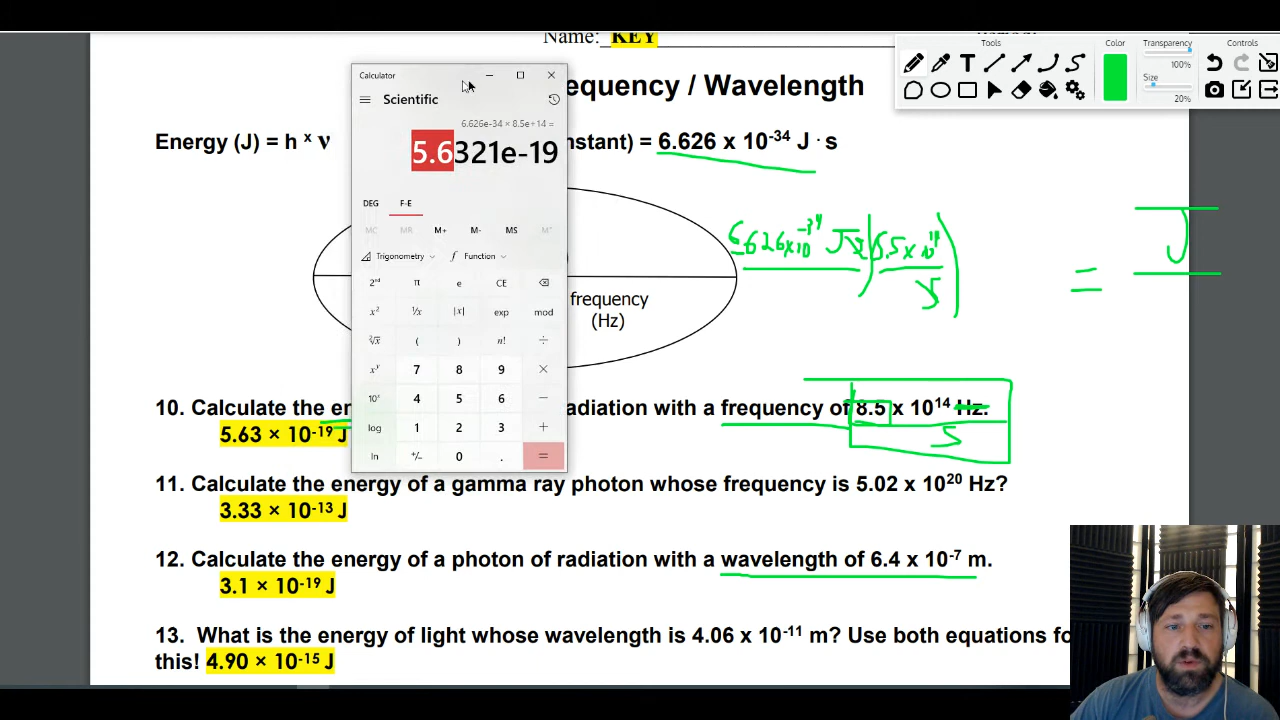 Name: KEY
Tools
Color
Transparency
Controls
100%
Size
20%
equency / Wavelength
Energy (J) = h x ν
nstant) = 6.626 x 10-34 J · s
Calculator
Scientific
6.626e-34 × 8.5e+14 =
5.6321e-19
DEG F-E
MC MR M+ M- MS M˅
Trigonometry Function
2nd π e CE
x² ¹/x |x| exp mod
²√x ( ) n! ÷
xʸ 7 8 9 ×
10ˣ 4 5 6 −
log 1 2 3 +
ln +/− 0 . =
frequency
(Hz)
6.626x10-34
=
J
10. Calculate the en
radiation with a frequency of 8.5 x 1014 Hz.
5.63 × 10-19 J
S
11. Calculate the energy of a gamma ray photon whose frequency is 5.02 x 1020 Hz?
3.33 × 10-13 J
12. Calculate the energy of a photon of radiation with a wavelength of 6.4 x 10-7 m.
3.1 × 10-19 J
13. What is the energy of light whose wavelength is 4.06 x 10-11 m? Use both equations fo
this! 4.90 × 10-15 J